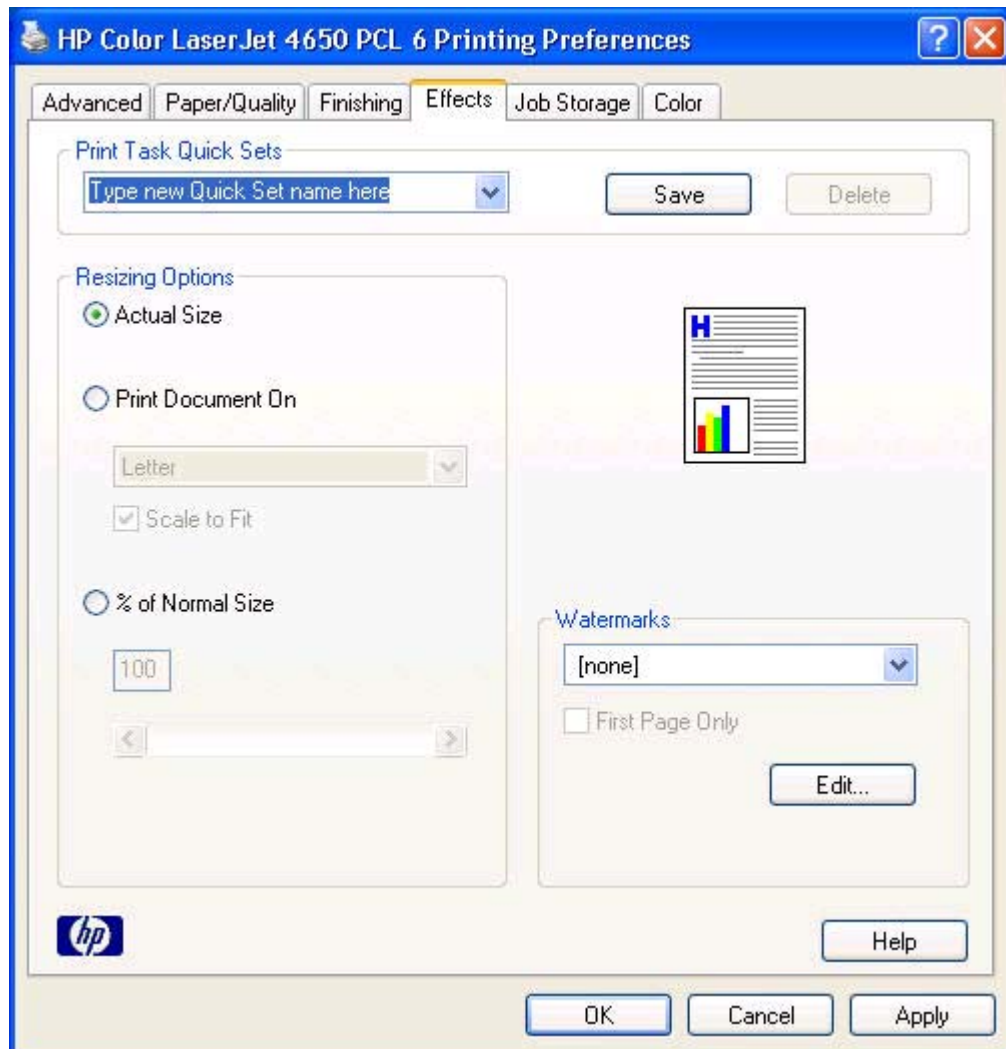 HP Color LaserJet 4650 PCL 6 Printing Preferences
?
Advanced Paper/Quality Finishing Effects Job Storage Color
Print Task Quick Sets
Type new Quick Set name here Save Delete
Resizing Options
Actual Size
H
Print Document On
Letter
Scale to Fit
% of Normal Size
100
Watermarks
[none]
First Page Only
Edit...
hp
Help
OK Cancel Apply